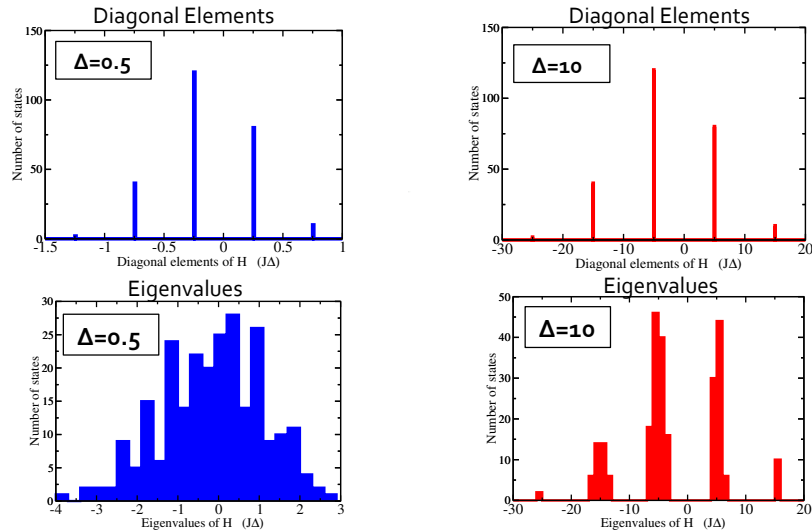 Diagonal Elements
Δ=0.5
150
100
50
0
Number of states
-1.5
-1
-0.5
0
0.5
1
Diagonal elements of H (JΔ)
Diagonal Elements
Δ=10
150
100
50
0
Number of states
-30
-20
-10
0
10
20
Diagonal elements of H (JΔ)
Eigenvalues
Δ=0.5
30
25
20
15
10
5
0
Number of states
-4
-3
-2
-1
0
1
2
3
Eigenvalues of H (JΔ)
Eigenvalues
Δ=10
50
40
30
20
10
0
Number of states
-30
-20
-10
0
10
20
Eigenvalues of H (JΔ)